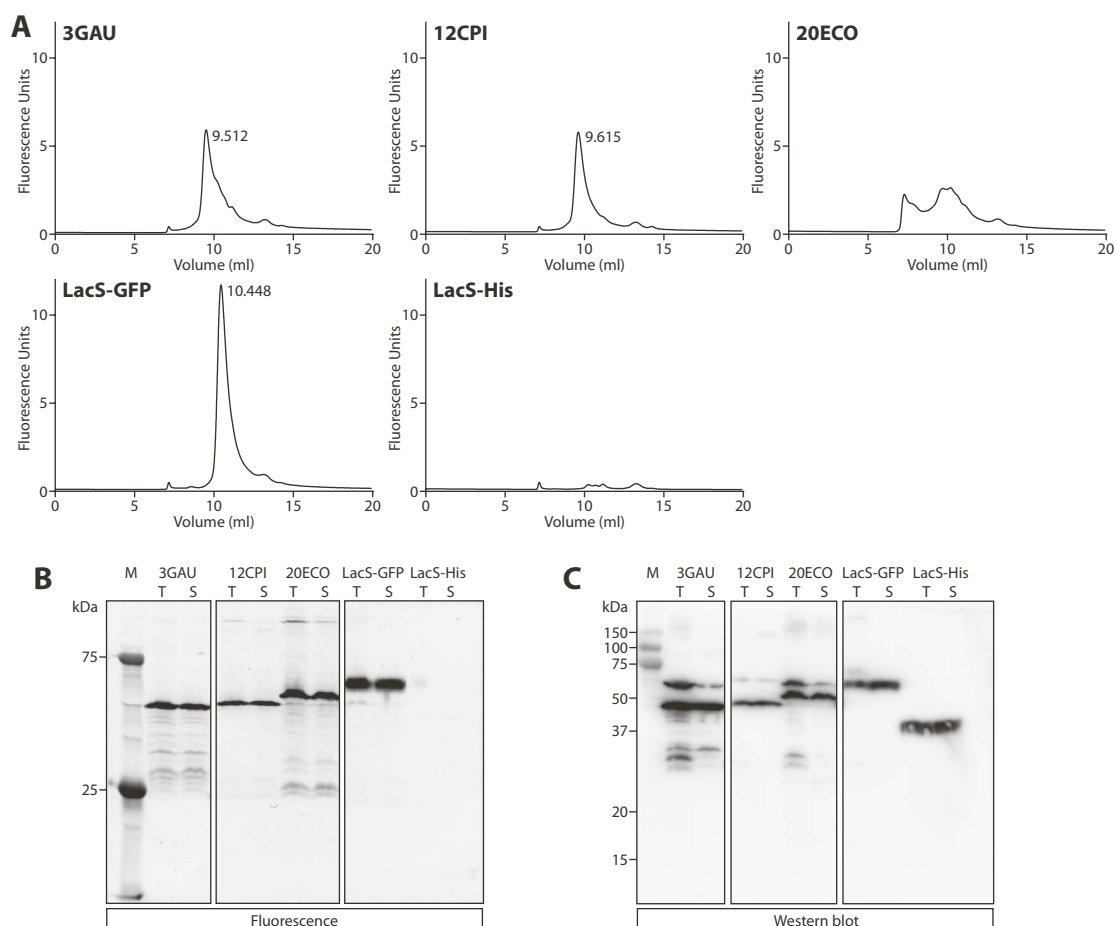 A
3GAU
12CPI
20ECO
Fluorescence Units
10
5
0
9.512
0 5 10 15 20
Volume (ml)
Fluorescence Units
10
5
0
9.615
0 5 10 15 20
Volume (ml)
Fluorescence Units
10
5
0
0 5 10 15 20
Volume (ml)
LacS-GFP
LacS-His
Fluorescence Units
10
5
0
10.448
0 5 10 15 20
Volume (ml)
Fluorescence Units
10
5
0
0 5 10 15 20
Volume (ml)
B
M 3GAU 12CPI 20ECO LacS-GFP LacS-His
T S T S T S T S T S
kDa
75
25
Fluorescence
C
M 3GAU 12CPI 20ECO LacS-GFP LacS-His
T S T S T S T S T S
kDa
150
100
75
50
37
20
15
Western blot